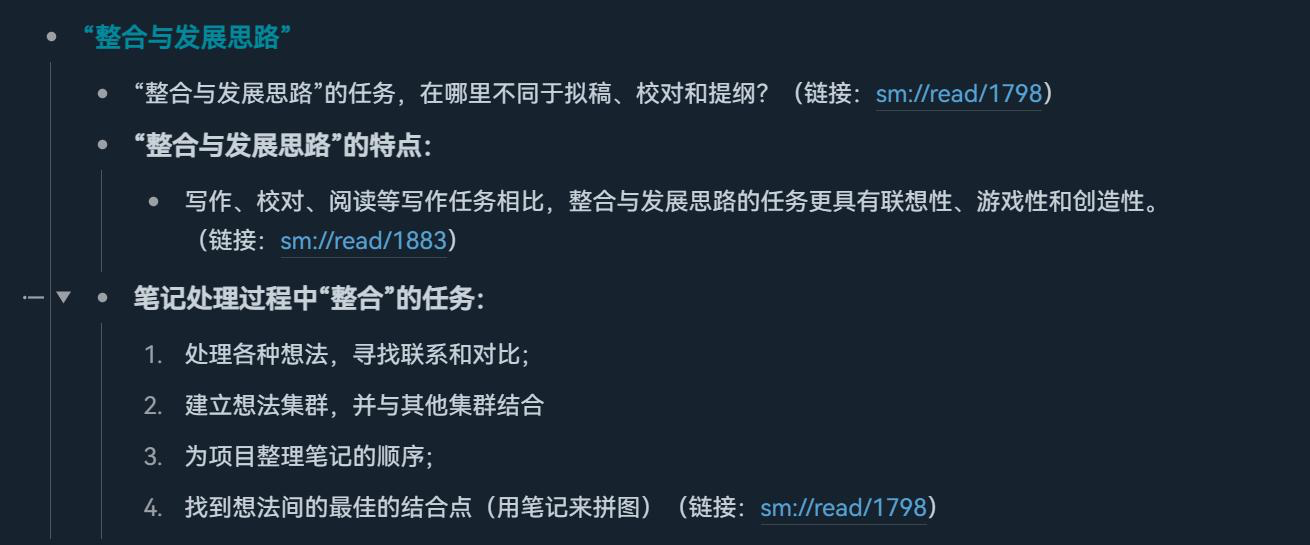 “整合与发展思路”
“整合与发展思路”的任务，在哪里不同于拟稿、校对和提纲？（链接：sm://read/1798）
“整合与发展思路”的特点：
写作、校对、阅读等写作任务相比，整合与发展思路的任务更具有联想性、游戏性和创造性。
（链接：sm://read/1883）
笔记处理过程中“整合”的任务：
1. 处理各种想法，寻找联系和对比；
2. 建立想法集群，并与其他集群结合
3. 为项目整理笔记的顺序；
4. 找到想法间的最佳的结合点（用笔记来拼图）（链接：sm://read/1798）